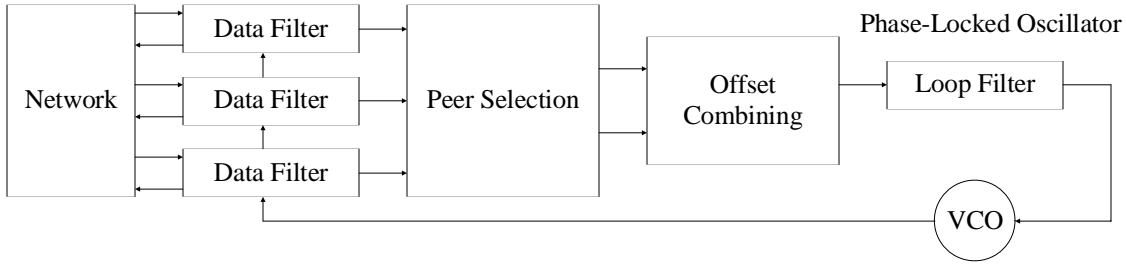 Network
Data Filter
Data Filter
Data Filter
Peer Selection
Offset
Combining
Phase-Locked Oscillator
Loop Filter
VCO